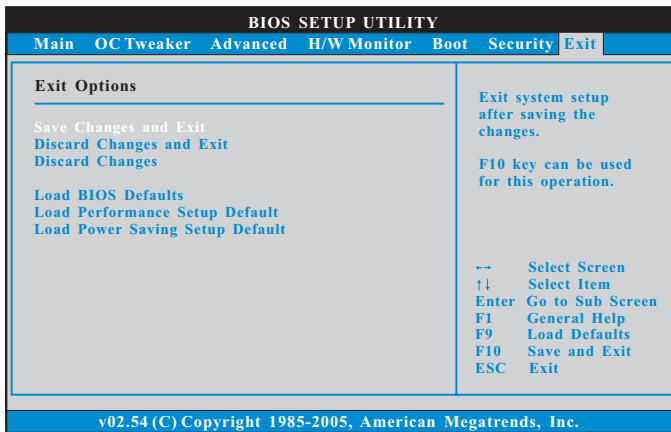 BIOS SETUP UTILITY
Main OC Tweaker Advanced H/W Monitor Boot Security Exit
Exit Options
Save Changes and Exit
Discard Changes and Exit
Discard Changes
Load BIOS Defaults
Load Performance Setup Default
Load Power Saving Setup Default
Exit system setup
after saving the
changes.
F10 key can be used
for this operation.
←→ Select Screen
↑↓ Select Item
Enter Go to Sub Screen
F1 General Help
F9 Load Defaults
F10 Save and Exit
ESC Exit
v02.54 (C) Copyright 1985-2005, American Megatrends, Inc.